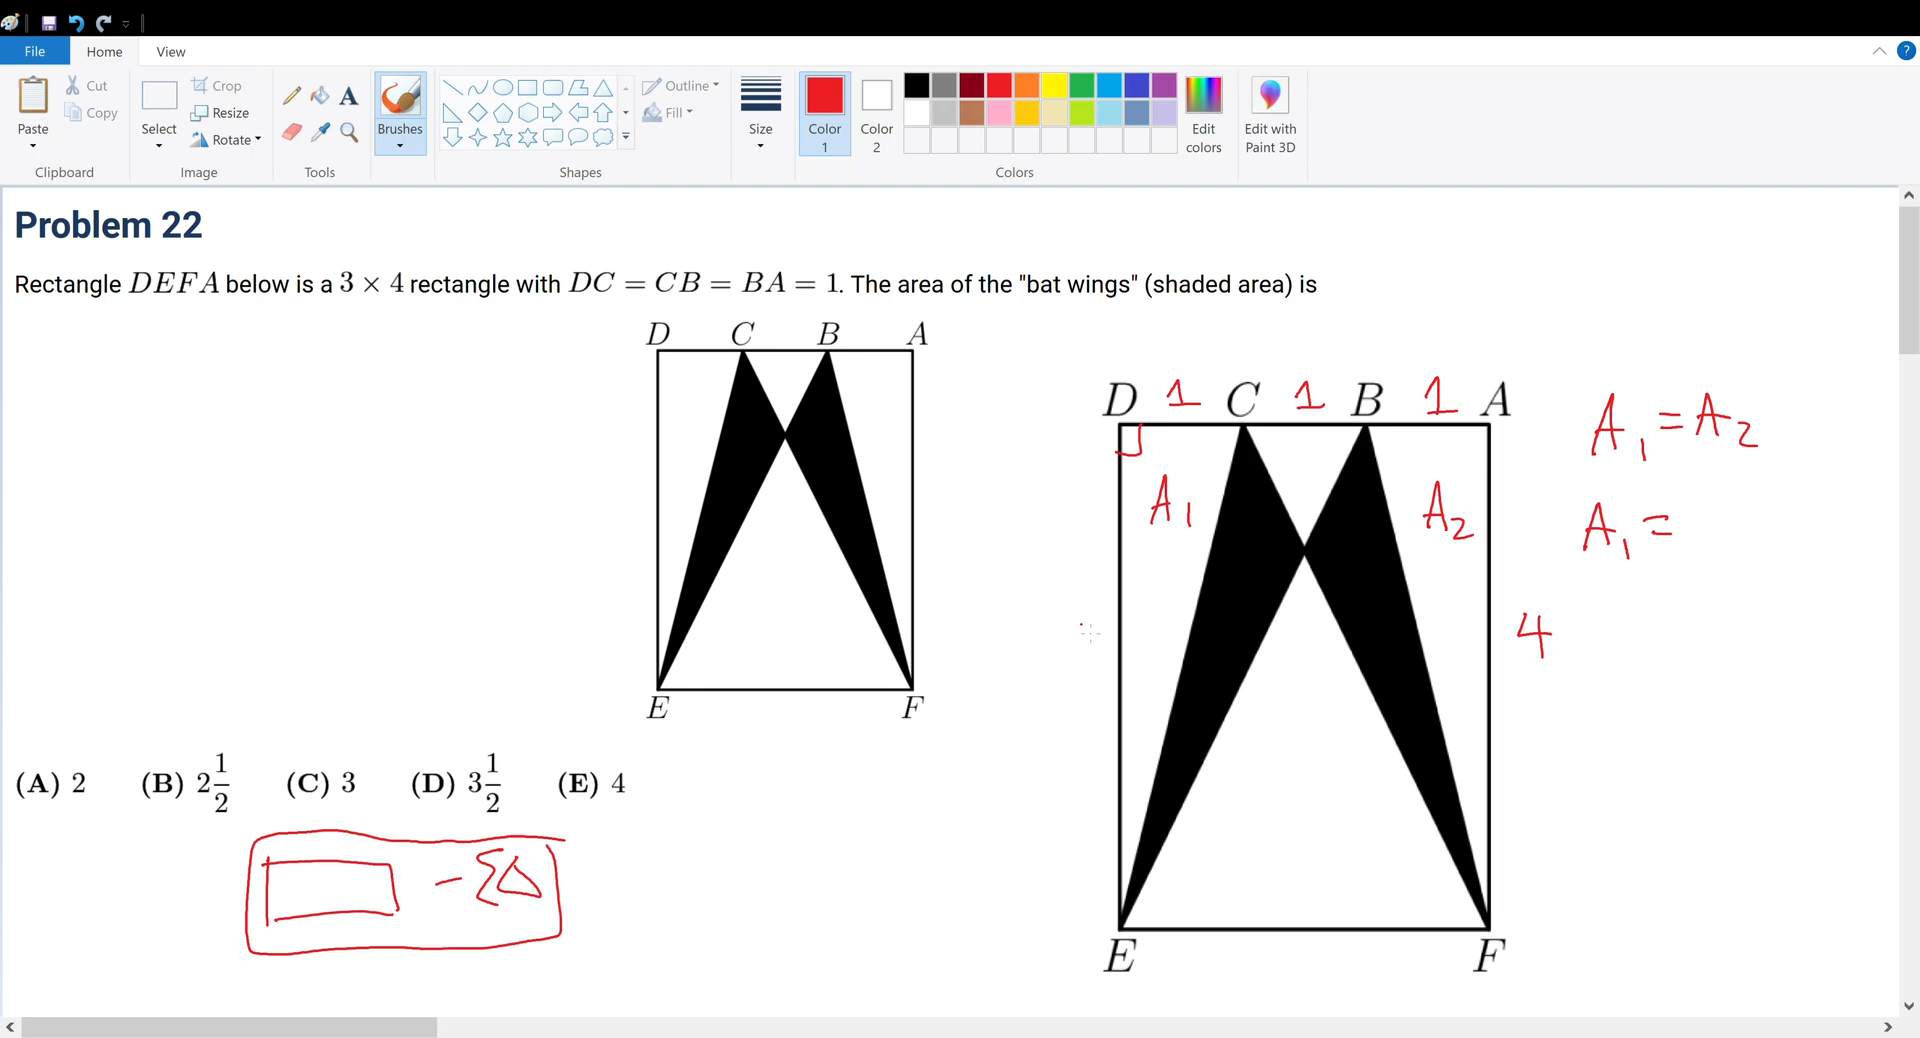 File Home View ?
Paste Cut Copy Clipboard
Select Crop Resize Rotate Image
A Tools
Brushes
Shapes Outline Fill
Size
Color 1 Color 2 Edit colors Edit with Paint 3D Colors
Problem 22
Rectangle DEFA below is a 3 × 4 rectangle with DC = CB = BA = 1. The area of the "bat wings" (shaded area) is
D C B A
E F
D 1 C 1 B 1 A
A₁ = A₂
A₁ A₂
A₁ =
4
E F
(A) 2 (B) 2 1/2 (C) 3 (D) 3 1/2 (E) 4
− Σ